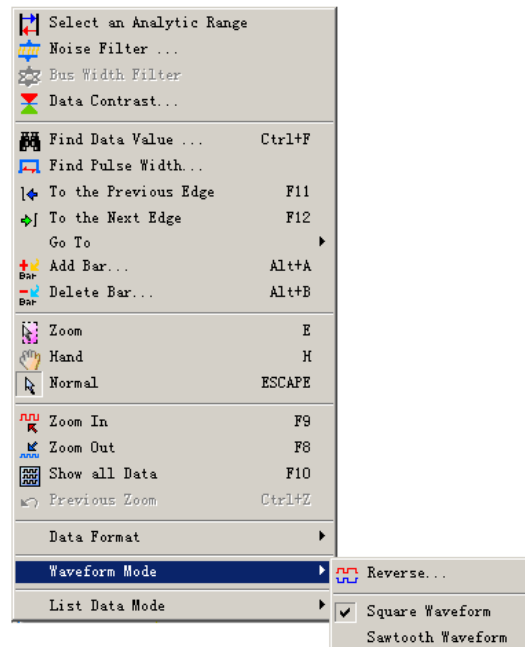 Select an Analytic Range
Noise Filter ...
Bus Width Filter
Data Contrast...
Find Data Value ... Ctrl+F
Find Pulse Width...
To the Previous Edge F11
To the Next Edge F12
Go To
Bar Add Bar... Alt+A
Bar Delete Bar... Alt+B
Zoom E
Hand H
Normal ESCAPE
Zoom In F9
Zoom Out F8
Show all Data F10
Previous Zoom Ctrl+Z
Data Format
Waveform Mode
Reverse...
List Data Mode
Square Waveform
Sawtooth Waveform